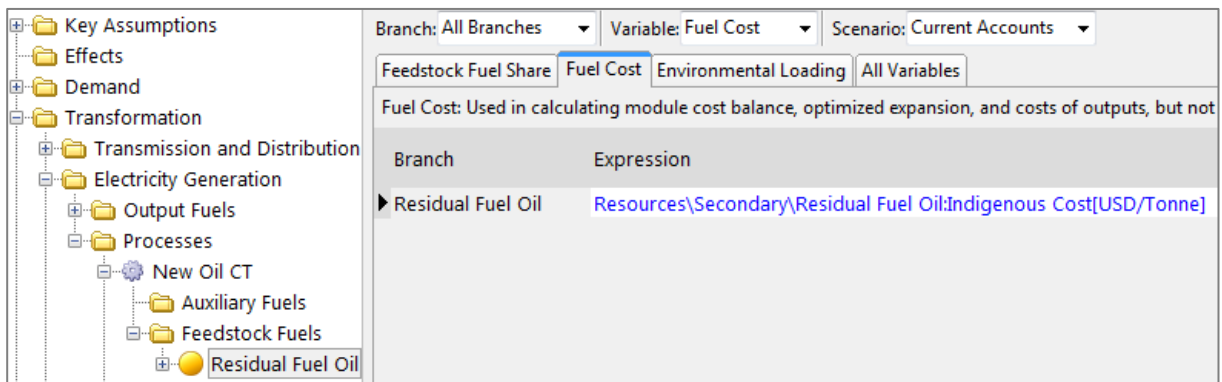 Key Assumptions
Effects
Demand
Transformation
Transmission and Distribution
Electricity Generation
Output Fuels
Processes
New Oil CT
Auxiliary Fuels
Feedstock Fuels
Residual Fuel Oil
Branch: All Branches Variable: Fuel Cost Scenario: Current Accounts
Feedstock Fuel Share Fuel Cost Environmental Loading All Variables
Fuel Cost: Used in calculating module cost balance, optimized expansion, and costs of outputs, but not
Branch Expression
Residual Fuel Oil Resources\Secondary\Residual Fuel Oil:Indigenous Cost[USD/Tonne]